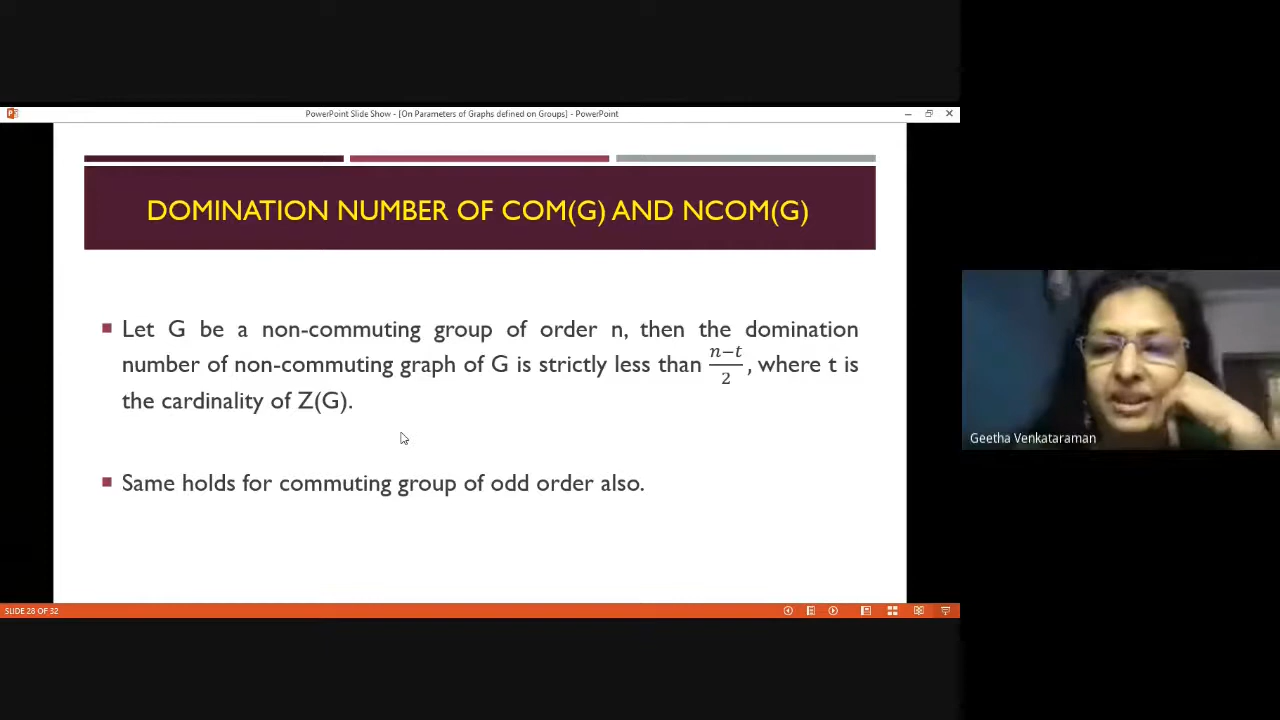 PowerPoint Slide Show - [On Parameters of Graphs defined on Groups] - PowerPoint
DOMINATION NUMBER OF COM(G) AND NCOM(G)
Let G be a non-commuting group of order n, then the domination
number of non-commuting graph of G is strictly less than \frac{n-t}{2}, where t is
the cardinality of Z(G).
Same holds for commuting group of odd order also.
Geetha Venkataraman
SLIDE 28 OF 32